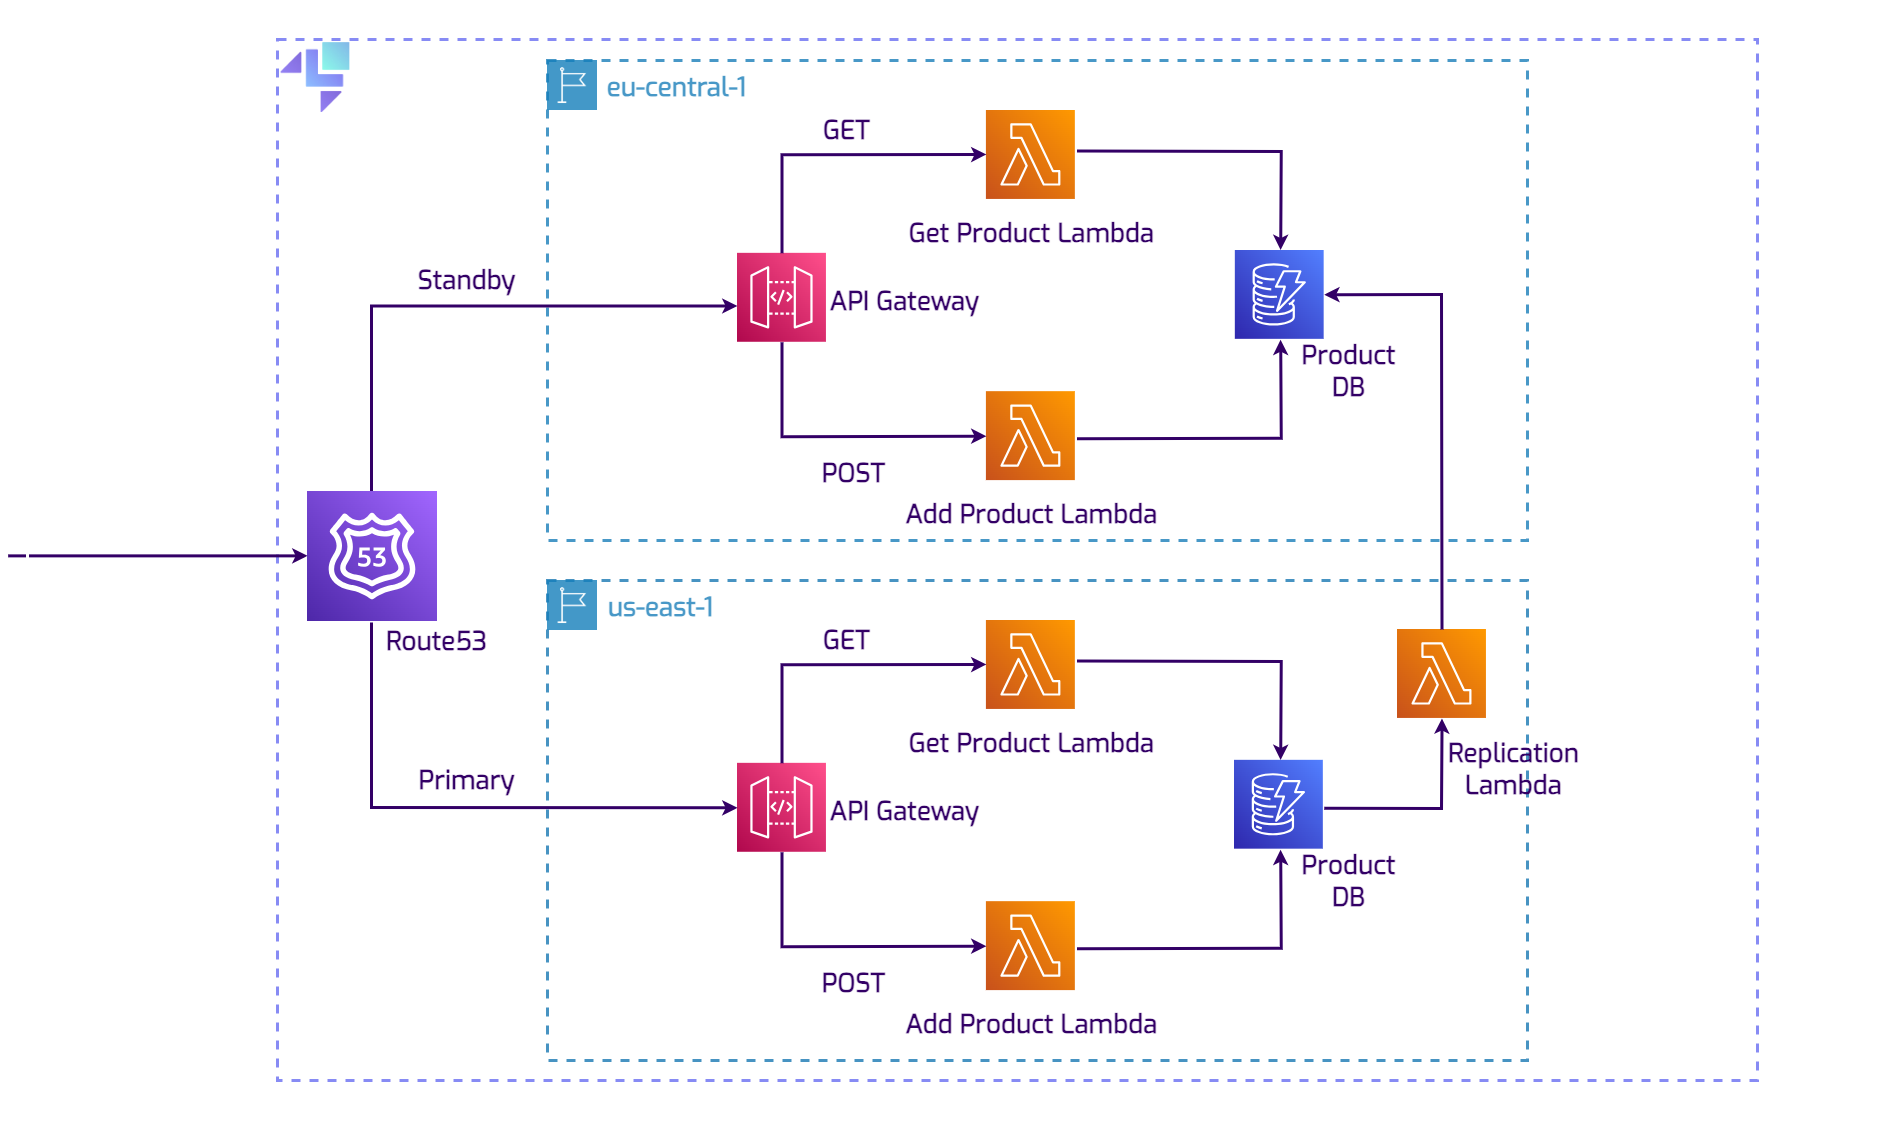 eu-central-1
GET
Get Product Lambda
Standby
API Gateway
Product
DB
POST
Add Product Lambda
53
Route53
us-east-1
GET
Get Product Lambda
Primary
API Gateway
Replication
Lambda
Product
DB
POST
Add Product Lambda